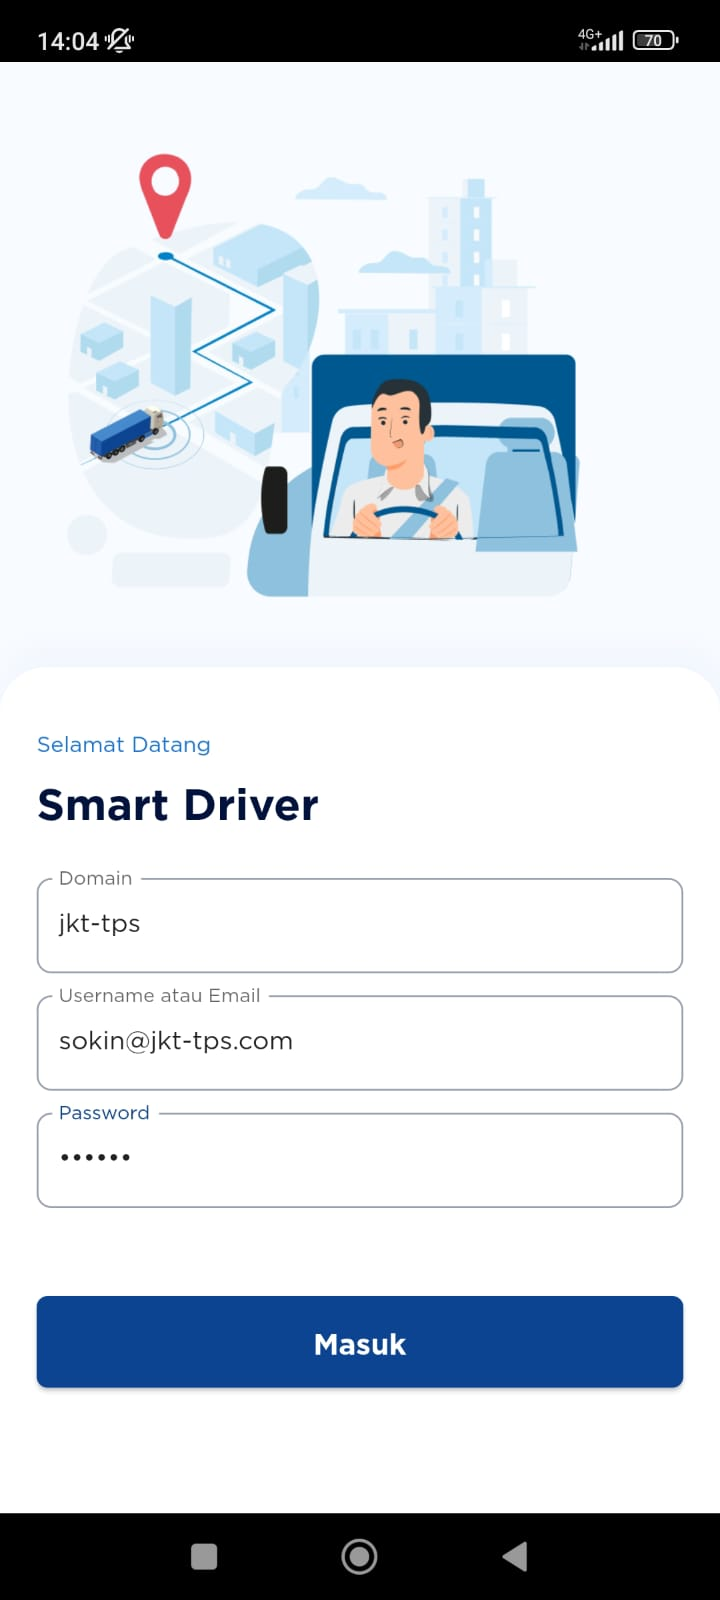 14:04
4G+
70
Selamat Datang
Smart Driver
Domain
jkt-tps
Username atau Email
sokin@jkt-tps.com
Password
••••••
Masuk